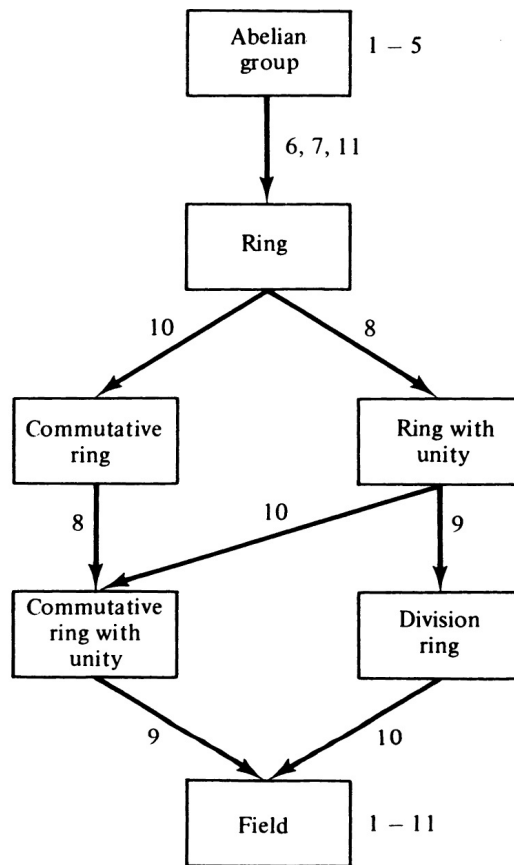 Abelian
group
1 – 5
6, 7, 11
Ring
10
8
Commutative
ring
Ring with
unity
8
10
9
Commutative
ring with
unity
Division
ring
9
10
Field
1 – 11